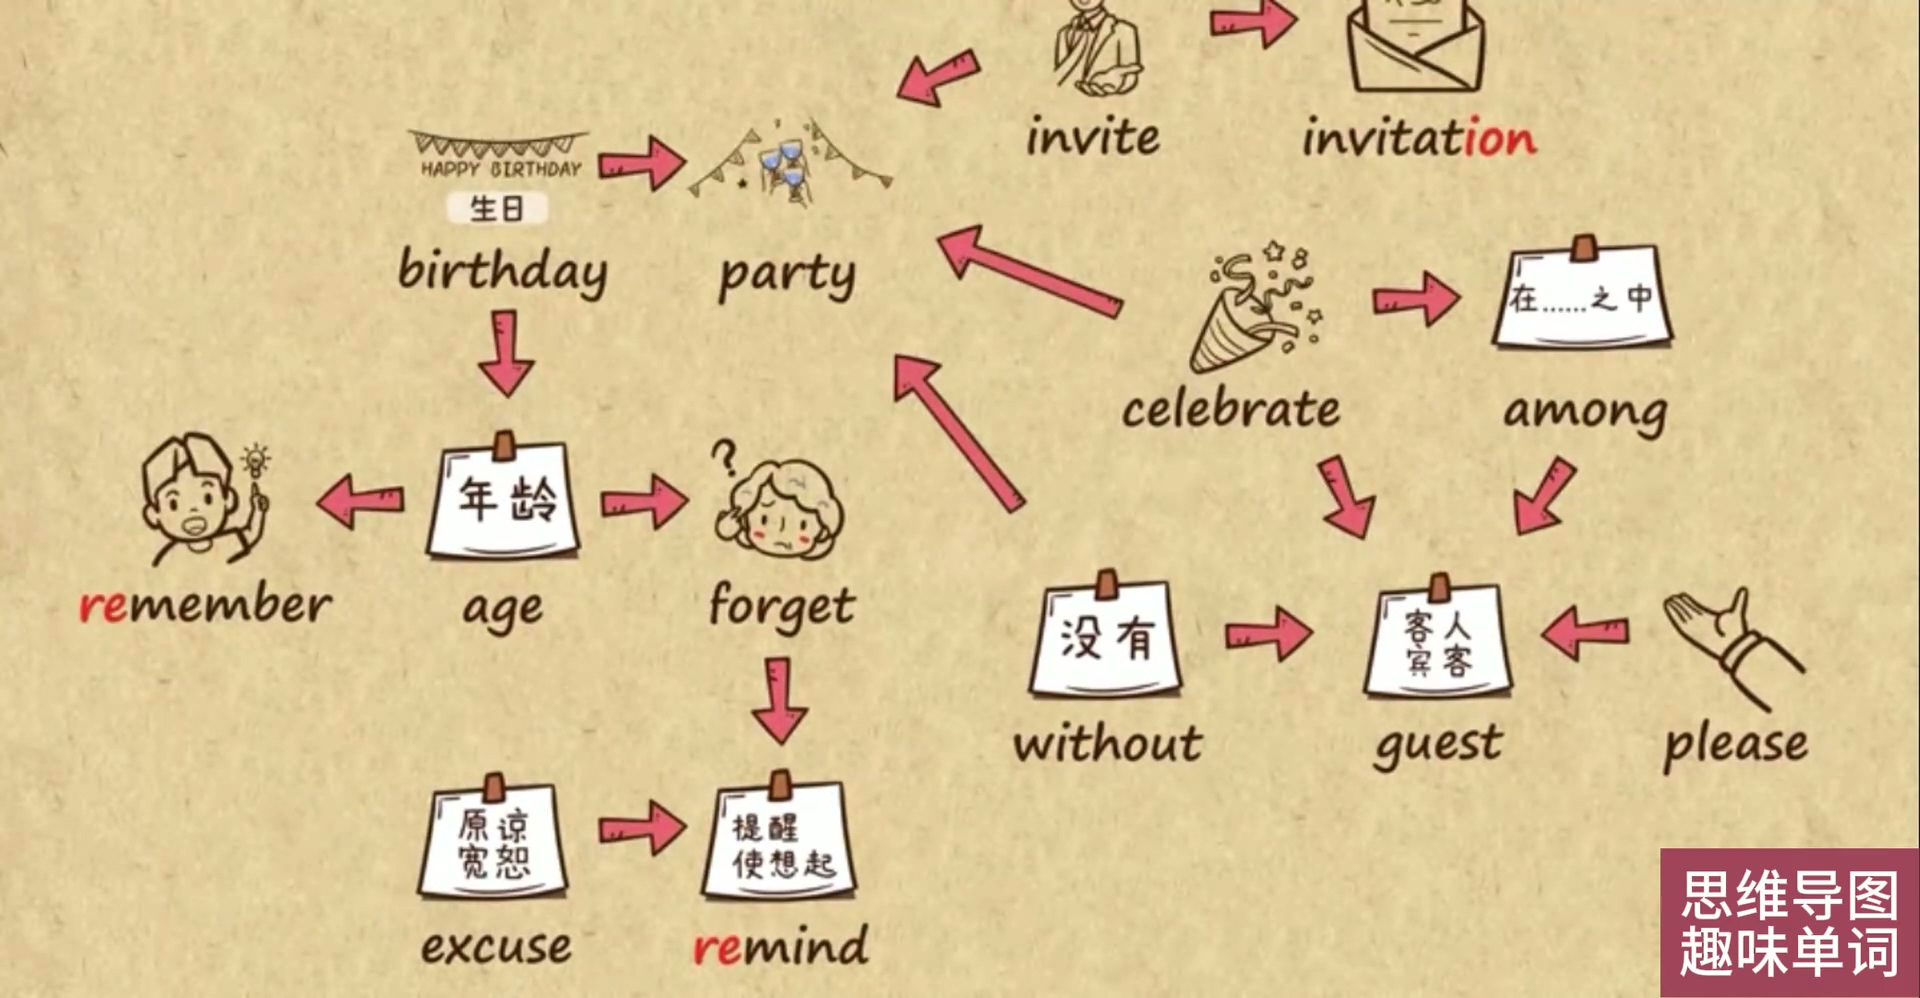 invite
invitation
HAPPY BIRTHDAY
生日
birthday
party
在……之中
celebrate
among
年龄
?
remember
age
forget
没有
客人
宾客
without
guest
please
原谅
宽恕
提醒
使想起
excuse
remind
思维导图
趣味单词